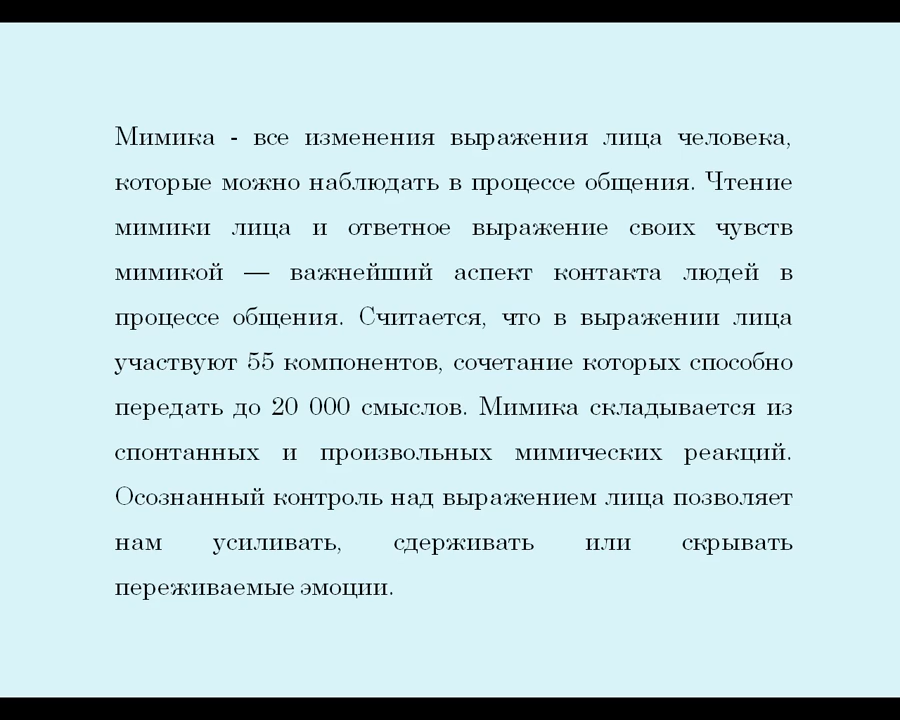 Мимика - все изменения выражения лица человека,
которые можно наблюдать в процессе общения. Чтение
мимики лица и ответное выражение своих чувств
мимикой — важнейший аспект контакта людей в
процессе общения. Считается, что в выражении лица
участвуют 55 компонентов, сочетание которых способно
передать до 20 000 смыслов. Мимика складывается из
спонтанных и произвольных мимических реакций.
Осознанный контроль над выражением лица позволяет
нам усиливать, сдерживать или скрывать
переживаемые эмоции.